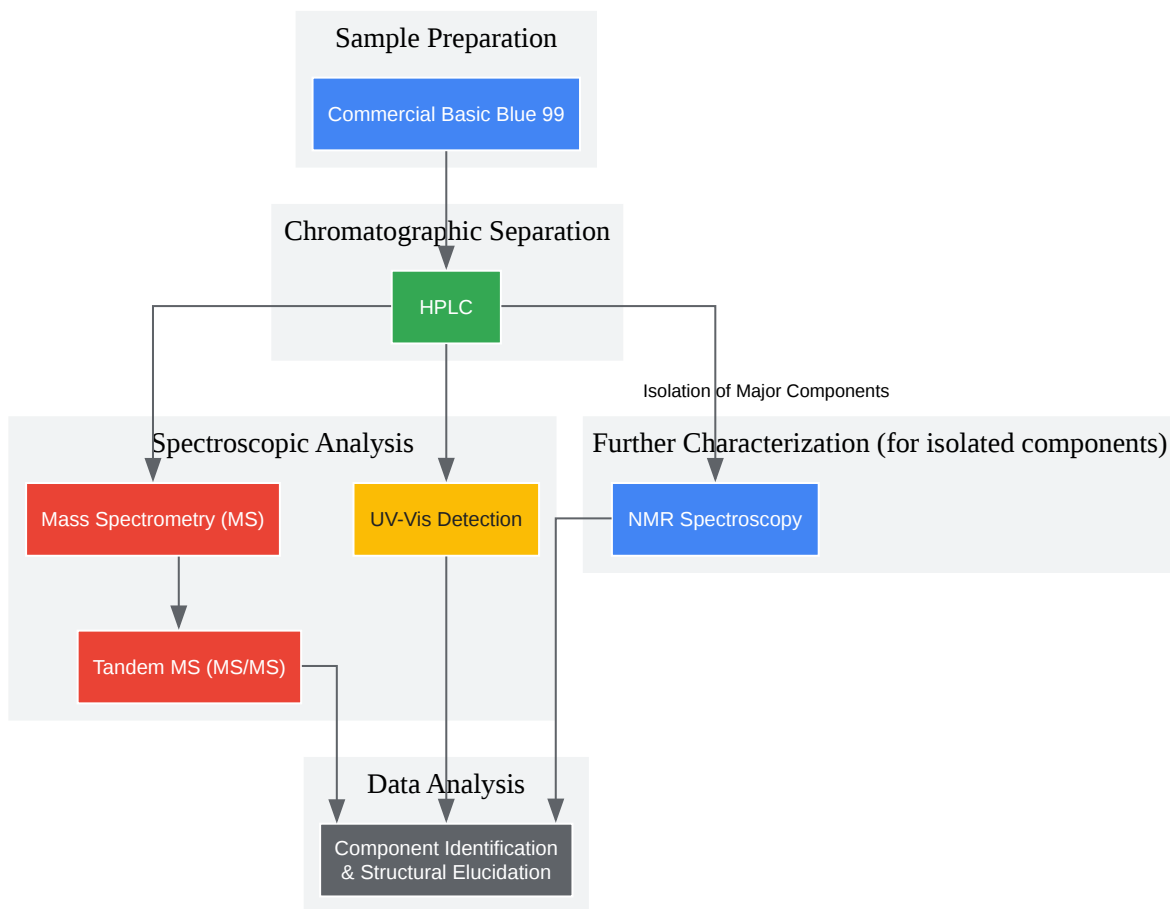 Sample Preparation
Commercial Basic Blue 99
Chromatographic Separation
HPLC
Isolation of Major Components
Spectroscopic Analysis
Further Characterization (for isolated components)
Mass Spectrometry (MS)
UV-Vis Detection
NMR Spectroscopy
Tandem MS (MS/MS)
Data Analysis
Component Identification
& Structural Elucidation